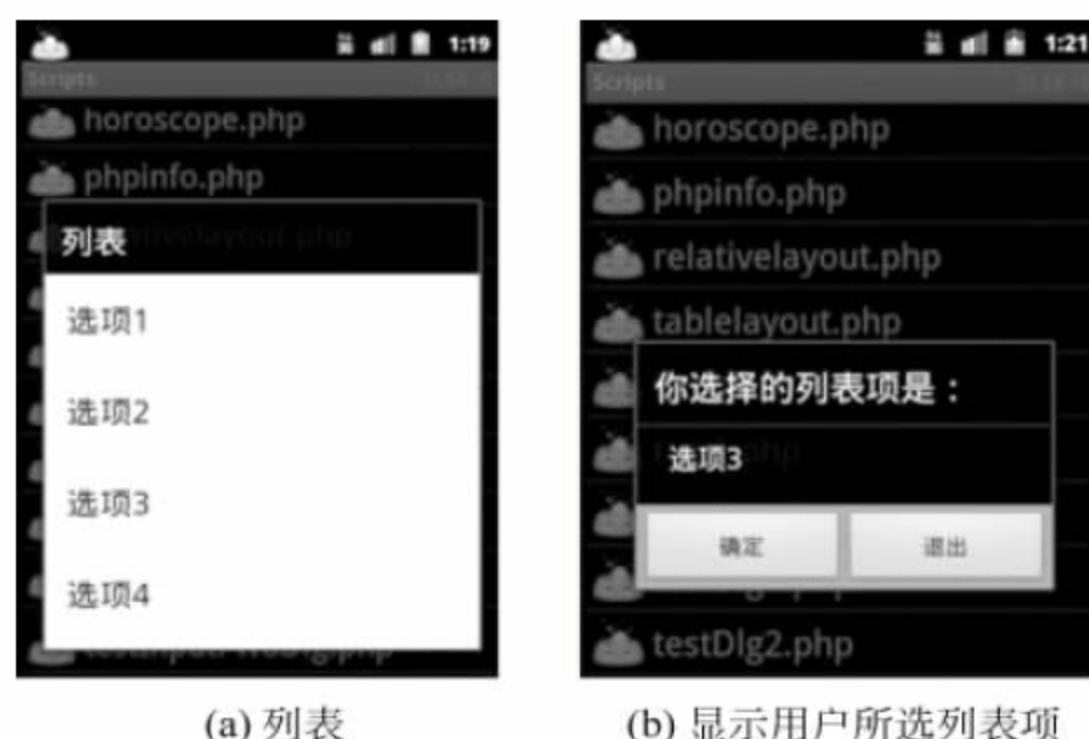 1:19
Scripts
horoscope.php
phpinfo.php
列表
选项1
选项2
选项3
选项4
(a) 列表
1:21
Scripts
horoscope.php
phpinfo.php
relativelayout.php
tablelayout.php
你选择的列表项是：
选项3
确定
退出
testDlg2.php
(b) 显示用户所选列表项